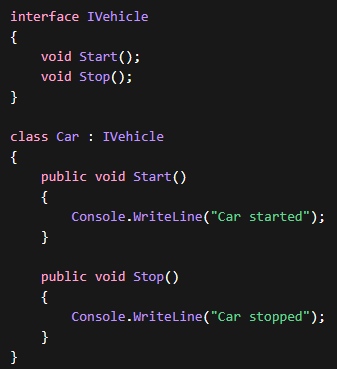 interface IVehicle
{
    void Start();
    void Stop();
}

class Car : IVehicle
{
    public void Start()
    {
        Console.WriteLine("Car started");
    }

    public void Stop()
    {
        Console.WriteLine("Car stopped");
    }
}